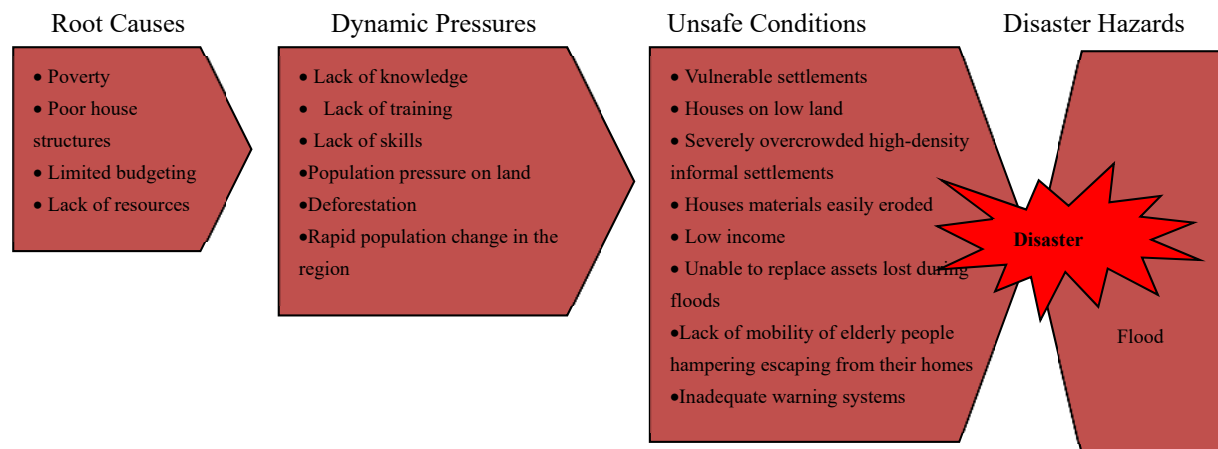 Root Causes
• Poverty
• Poor house
structures
• Limited budgeting
• Lack of resources
Dynamic Pressures
• Lack of knowledge
• Lack of training
• Lack of skills
•Population pressure on land
•Deforestation
•Rapid population change in the
region
Unsafe Conditions
• Vulnerable settlements
• Houses on low land
• Severely overcrowded high-density
informal settlements
• Houses materials easily eroded
• Low income
• Unable to replace assets lost during
floods
•Lack of mobility of elderly people
hampering escaping from their homes
•Inadequate warning systems
Disaster Hazards
Disaster
Flood